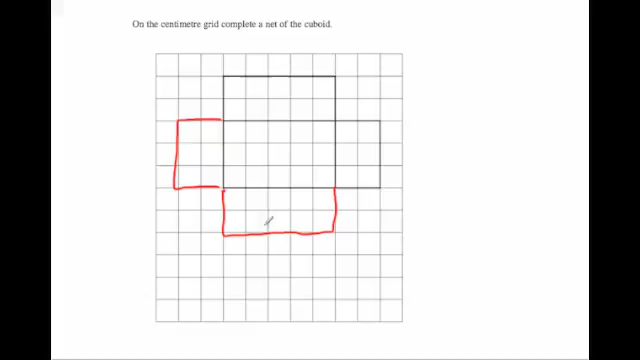 On the centimetre grid complete a net of the cuboid.